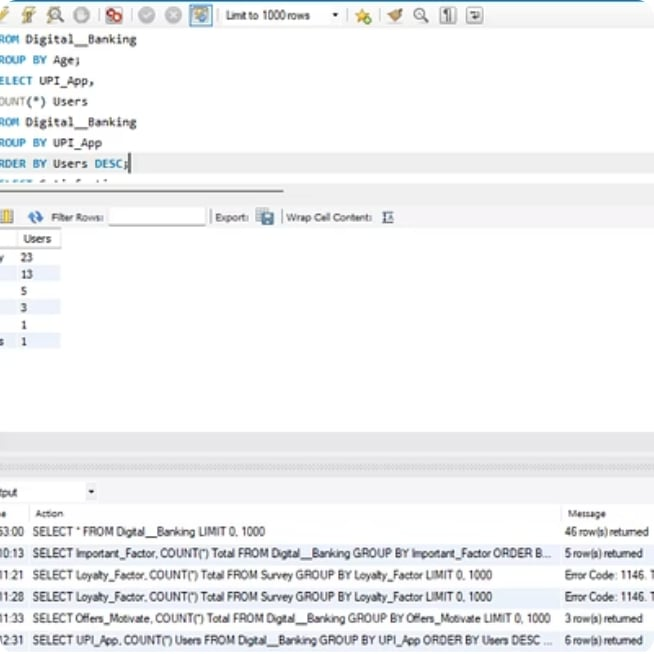 Limit to 1000 rows
ROM Digital__Banking
ROUP BY Age;
ELECT UPI_App,
OUNT(*) Users
ROM Digital__Banking
ROUP BY UPI_App
RDER BY Users DESC;
Filter Rows: Export: Wrap Cell Content:
Users
y 23
13
5
3
1
s 1
tput
e Action Message
53:00 SELECT * FROM Digital__Banking LIMIT 0, 1000 46 row(s) returned
10:13 SELECT Important_Factor, COUNT(*) Total FROM Digital__Banking GROUP BY Important_Factor ORDER B... 5 row(s) returned
11:21 SELECT Loyalty_Factor, COUNT(*) Total FROM Survey GROUP BY Loyalty_Factor LIMIT 0, 1000 Error Code: 1146. T
11:28 SELECT Loyalty_Factor, COUNT(*) Total FROM Survey GROUP BY Loyalty_Factor LIMIT 0, 1000 Error Code: 1146. T
11:33 SELECT Offers_Motivate, COUNT(*) Total FROM Digital__Banking GROUP BY Offers_Motivate LIMIT 0, 1000 3 row(s) returned
12:31 SELECT UPI_App, COUNT(*) Users FROM Digital__Banking GROUP BY UPI_App ORDER BY Users DESC ... 6 row(s) returned